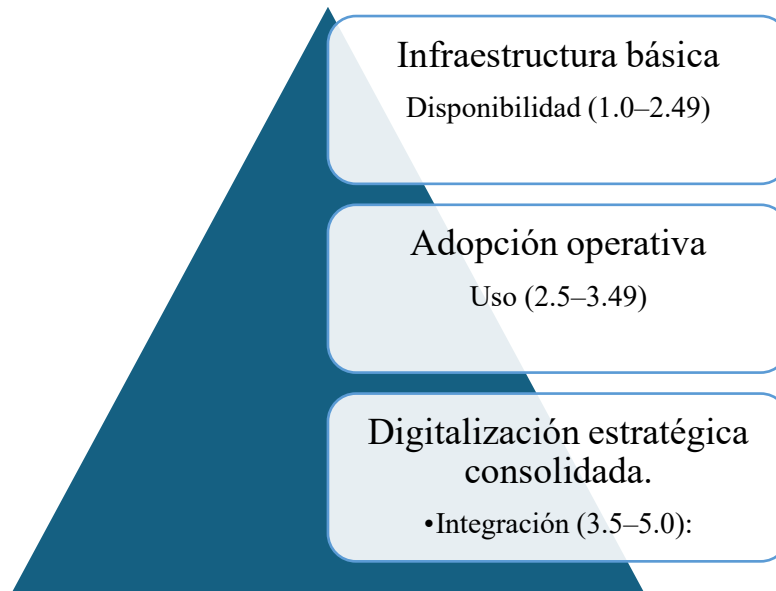 Infraestructura básica
Disponibilidad (1.0–2.49)
Adopción operativa
Uso (2.5–3.49)
Digitalización estratégica
consolidada.
•Integración (3.5–5.0):